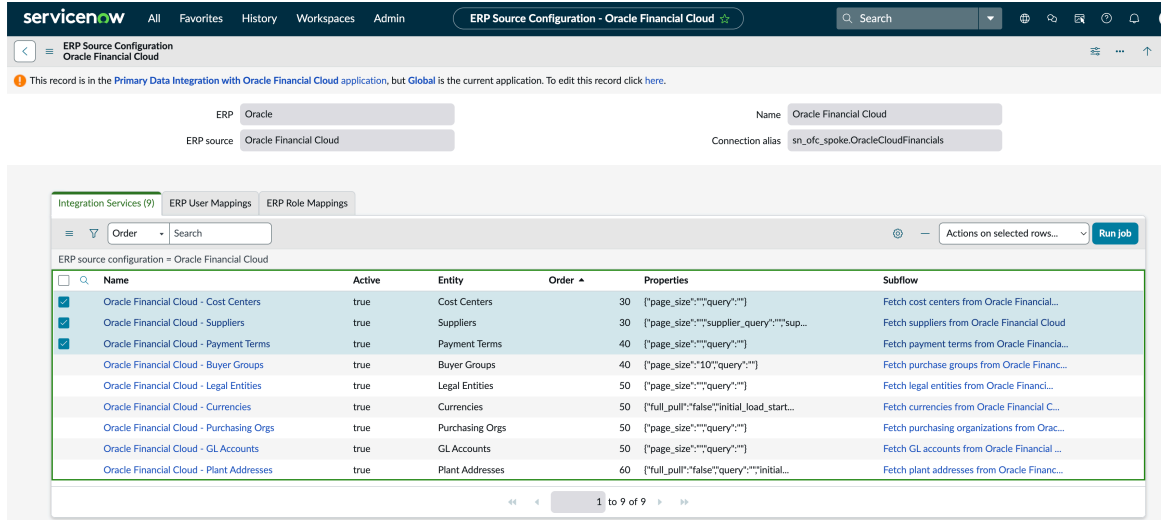 servicenow All Favorites History Workspaces Admin ERP Source Configuration - Oracle Financial Cloud ☆ Search
ERP Source Configuration
Oracle Financial Cloud
This record is in the Primary Data Integration with Oracle Financial Cloud application, but Global is the current application. To edit this record click here.
ERP Oracle Name Oracle Financial Cloud
ERP source Oracle Financial Cloud Connection alias sn_ofc_spoke.OracleCloudFinancials
Integration Services (9) ERP User Mappings ERP Role Mappings
Order Search Actions on selected rows... Run job
ERP source configuration = Oracle Financial Cloud
Name Active Entity Order Properties Subflow
Oracle Financial Cloud - Cost Centers true Cost Centers 30 {"page_size":"","query":""} Fetch cost centers from Oracle Financial...
Oracle Financial Cloud - Suppliers true Suppliers 30 {"page_size":"","supplier_query":"","sup... Fetch suppliers from Oracle Financial Cloud
Oracle Financial Cloud - Payment Terms true Payment Terms 40 {"page_size":"","query":""} Fetch payment terms from Oracle Financia...
Oracle Financial Cloud - Buyer Groups true Buyer Groups 40 {"page_size":"10","query":""} Fetch purchase groups from Oracle Financ...
Oracle Financial Cloud - Legal Entities true Legal Entities 50 {"page_size":"","query":""} Fetch legal entities from Oracle Financi...
Oracle Financial Cloud - Currencies true Currencies 50 {"full_pull":"false","initial_load_start... Fetch currencies from Oracle Financial C...
Oracle Financial Cloud - Purchasing Orgs true Purchasing Orgs 50 {"page_size":"","query":""} Fetch purchasing organizations from Orac...
Oracle Financial Cloud - GL Accounts true GL Accounts 50 {"page_size":"","query":""} Fetch GL accounts from Oracle Financial ...
Oracle Financial Cloud - Plant Addresses true Plant Addresses 60 {"full_pull":"false","query":"","initial... Fetch plant addresses from Oracle Financ...
1 to 9 of 9